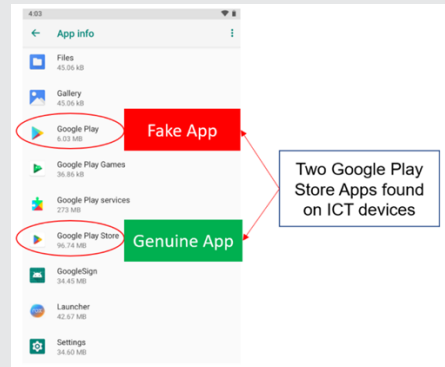 4:03
App info
Files
45.06 kB
Gallery
45.06 kB
Google Play
6.03 MB
Fake App
Google Play Games
36.86 kB
Two Google Play
Store Apps found
on ICT devices
Google Play services
273 MB
Google Play Store
96.74 MB
Genuine App
GoogleSign
34.45 MB
Launcher
42.67 MB
Settings
34.60 MB